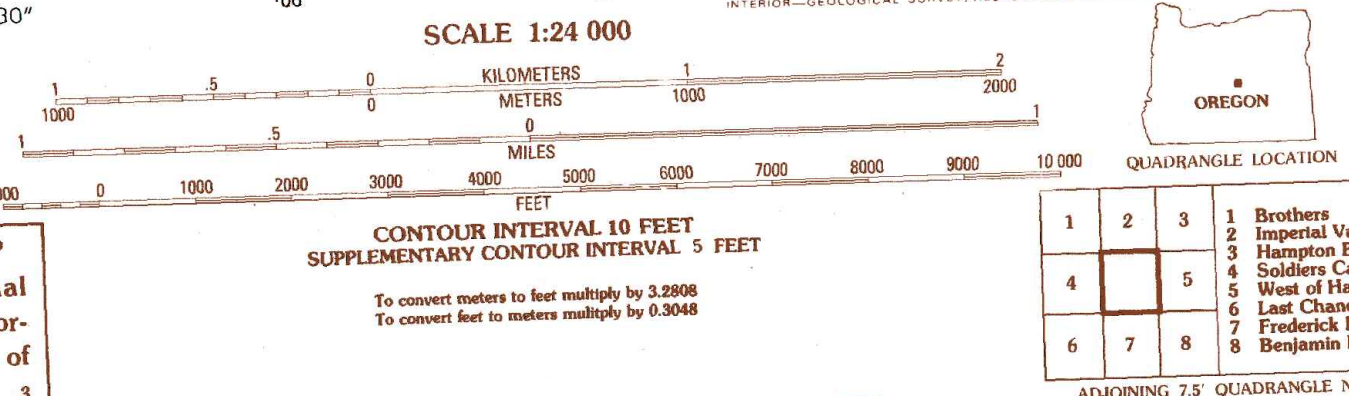 30"
INTERIOR—GEOLOGICAL
SCALE 1:24 000
1 .5 0 KILOMETERS 1 2
1000 0 METERS 1000 2000
1 .5 0 1
MILES
0 1000 2000 3000 4000 5000 6000 7000 8000 9000 10 000
FEET
CONTOUR INTERVAL 10 FEET
SUPPLEMENTARY CONTOUR INTERVAL 5 FEET
To convert meters to feet multiply by 3.2808
To convert feet to meters mulitply by 0.3048
al
or-
of
3
OREGON
QUADRANGLE LOCATION
1 2 3
4 5
6 7 8
1 Brothers
2 Imperial Va
3 Hampton
4 Soldiers Ca
5 West of Ha
6 Last Chanc
7 Frederick
8 Benjamin
ADJOINING 7.5' QUADRANGLE N